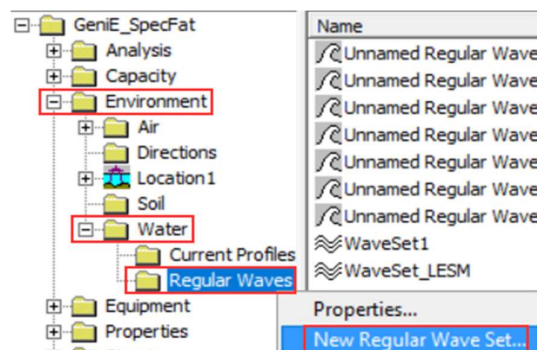 GeniE_SpecFat
Analysis
Capacity
Environment
Air
Directions
Location1
Soil
Water
Current Profiles
Regular Waves
Equipment
Properties
Name
Unnamed Regular Wave
Unnamed Regular Wave
Unnamed Regular Wave
Unnamed Regular Wave
Unnamed Regular Wave
Unnamed Regular Wave
Unnamed Regular Wave
WaveSet1
WaveSet_LESM
Properties...
New Regular Wave Set...